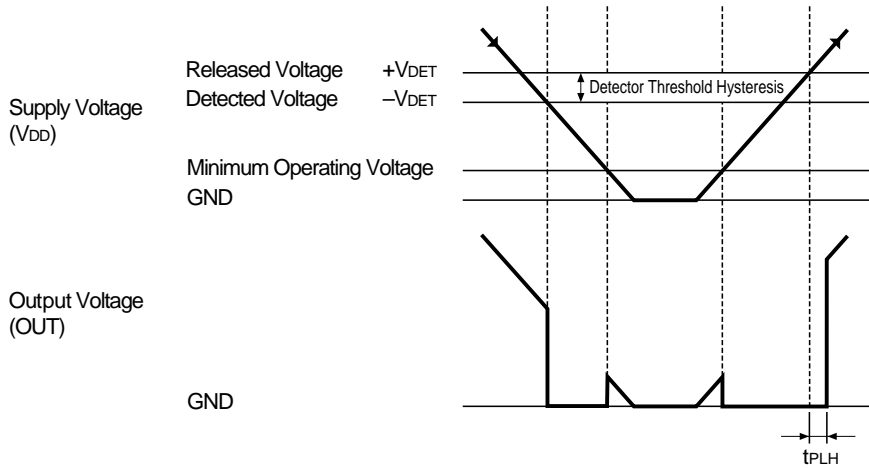 Released Voltage +VDET
Detector Threshold Hysteresis
Detected Voltage –VDET
Supply Voltage
(VDD)
Minimum Operating Voltage
GND
Output Voltage
(OUT)
GND
tPLH